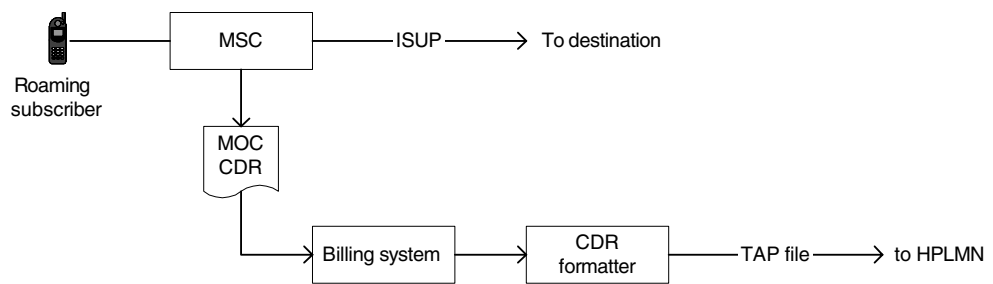 MSC
ISUP
To destination
Roaming
subscriber
MOC
CDR
Billing system
CDR
formatter
TAP file
to HPLMN